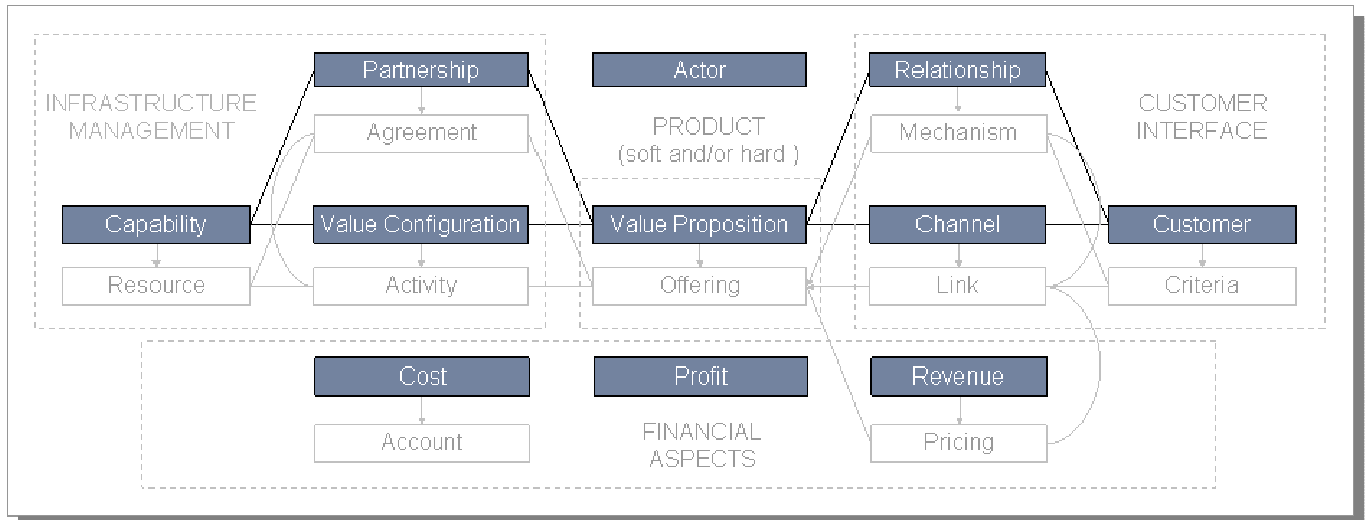 Partnership
Actor
Relationship
INFRASTRUCTURE
MANAGEMENT
Agreement
PRODUCT
(soft and/or hard )
Mechanism
CUSTOMER
INTERFACE
Capability
Value Configuration
Value Proposition
Channel
Customer
Resource
Activity
Offering
Link
Criteria
Cost
Profit
Revenue
Account
FINANCIAL
ASPECTS
Pricing